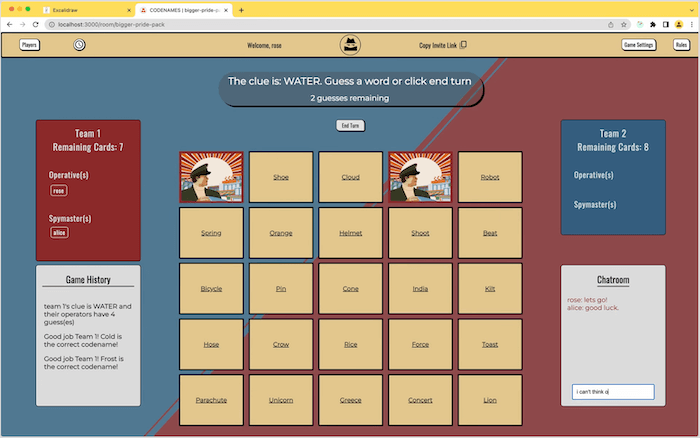 Excalidraw
CODENAMES | bigger-pride-pa
localhost:3000/room/bigger-pride-pack
Players
Welcome, rose
Copy Invite Link
Game Settings
Rules
The clue is: WATER. Guess a word or click end turn
2 guesses remaining
End Turn
Team 1
Remaining Cards: 7
Operative(s)
rose
Spymaster(s)
alice
Game History
team 1's clue is WATER and
their operators have 4
guess(es)
Good job Team 1! Cold is
the correct codename!
Good job Team 1! Frost is
the correct codename!
Shoe Cloud Robot
Spring Orange Helmet Shoot Beat
Bicycle Pin Cone India Kilt
Hose Crow Rice Force Toast
Parachute Unicorn Greece Concert Lion
Team 2
Remaining Cards: 8
Operative(s)
Spymaster(s)
Chatroom
rose: lets go!
alice: good luck.
i can't think o